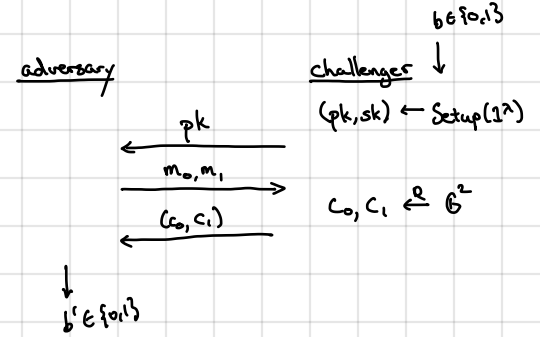 b ∈ {0,1}
adversary
challenger
(pk, sk) ← Setup(1^λ)
pk
m₀, m₁
c₀, c₁ ←ᴿ 𝔾²
(c₀, c₁)
b' ∈ {0,1}